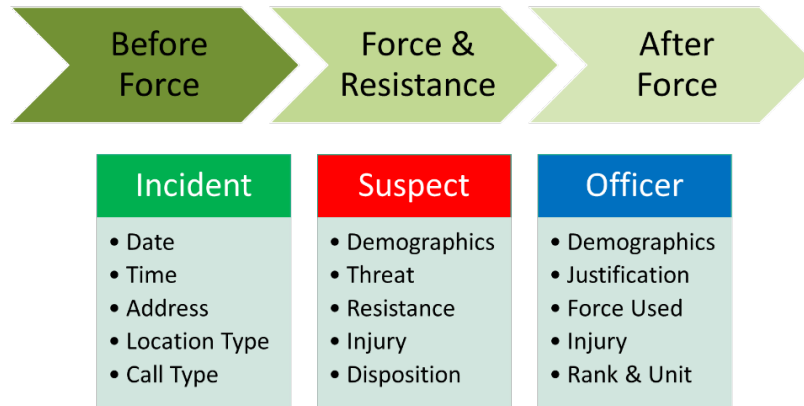 Before
Force
Force &
Resistance
After
Force
Incident
• Date
• Time
• Address
• Location Type
• Call Type
Suspect
• Demographics
• Threat
• Resistance
• Injury
• Disposition
Officer
• Demographics
• Justification
• Force Used
• Injury
• Rank & Unit